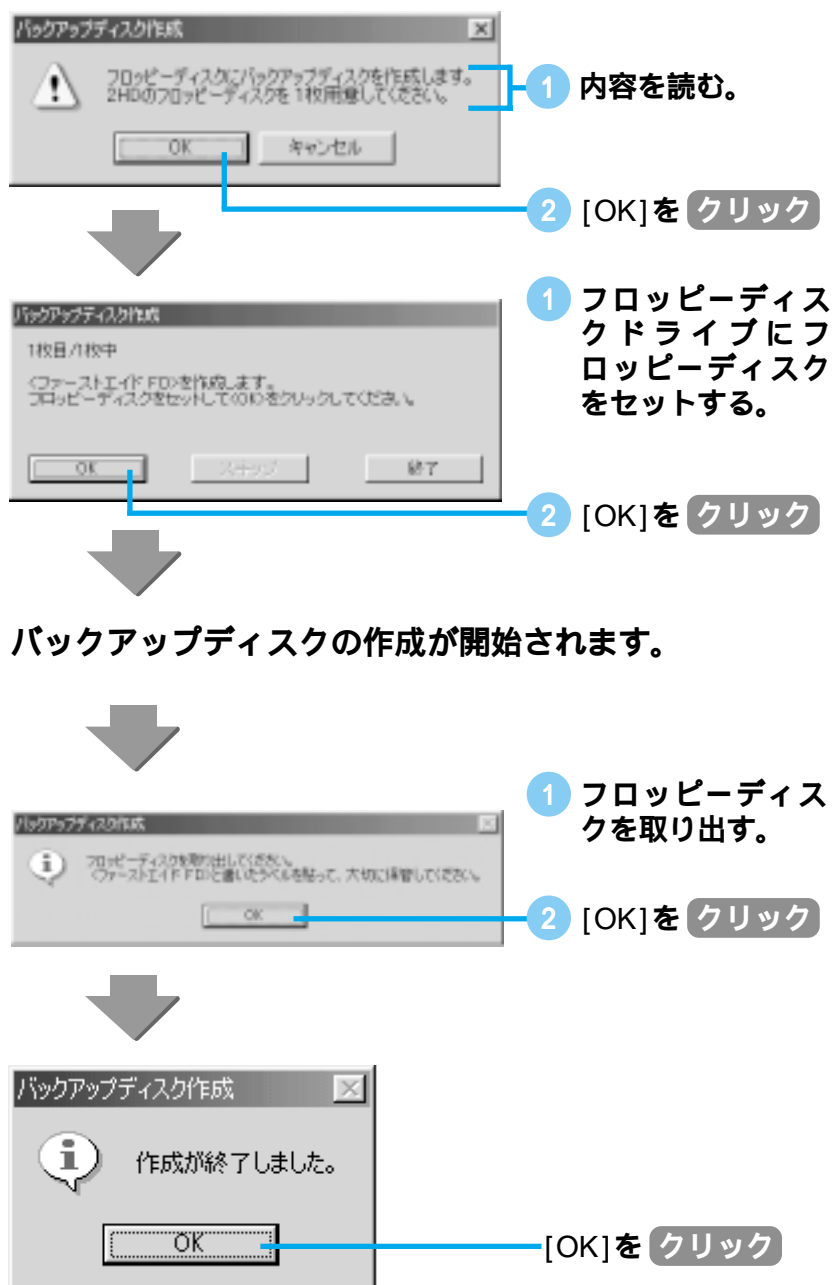 バックアップディスク作成
フロッピーディスクにバックアップディスクを作成します。
2HDのフロッピーディスクを1枚用意してください。
OK キャンセル
1 内容を読む。
2 [OK]を クリック
バックアップディスク作成
1枚目/1枚中
<ファーストエイド FD>を作成します。
フロッピーディスクをセットして<OK>をクリックしてください。
OK スキップ 終了
1 フロッピーディス
クドライブにフ
ロッピーディスク
をセットする。
2 [OK]を クリック
バックアップディスクの作成が開始されます。
バックアップディスク作成
フロッピーディスクを取り出してください。
<ファーストエイド FD>と書いたラベルを貼って、大切に保管してください。
OK
1 フロッピーディス
クを取り出す。
2 [OK]を クリック
バックアップディスク作成
作成が終了しました。
OK
[OK]を クリック